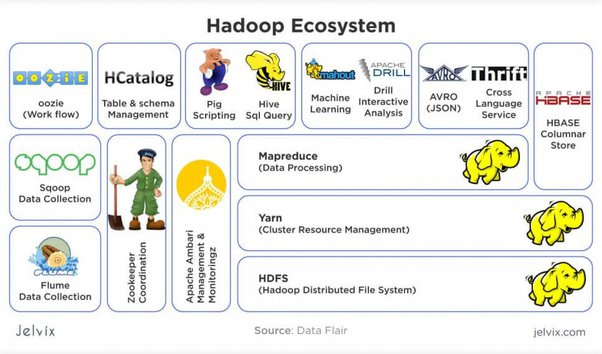 Hadoop Ecosystem
OOZIE
oozie
(Work flow)
HCatalog
Table & schema
Management
Pig
Scripting
HIVE
Hive
Sql Query
mahout
Machine
Learning
APACHE
DRILL
Drill
Interactive
Analysis
AVRO
AVRO
(JSON)
Thrift
Cross
Language
Service
APACHE
HBASE
HBASE
Columnar
Store
sqoop
Sqoop
Data Collection
Zookeeper
Coordination
Apache Ambari
Management &
Monitoringz
Mapreduce
(Data Processing)
Yarn
(Cluster Resource Management)
FLUME
Flume
Data Collection
HDFS
(Hadoop Distributed File System)
Jelvix
Source: Data Flair
jelvix.com